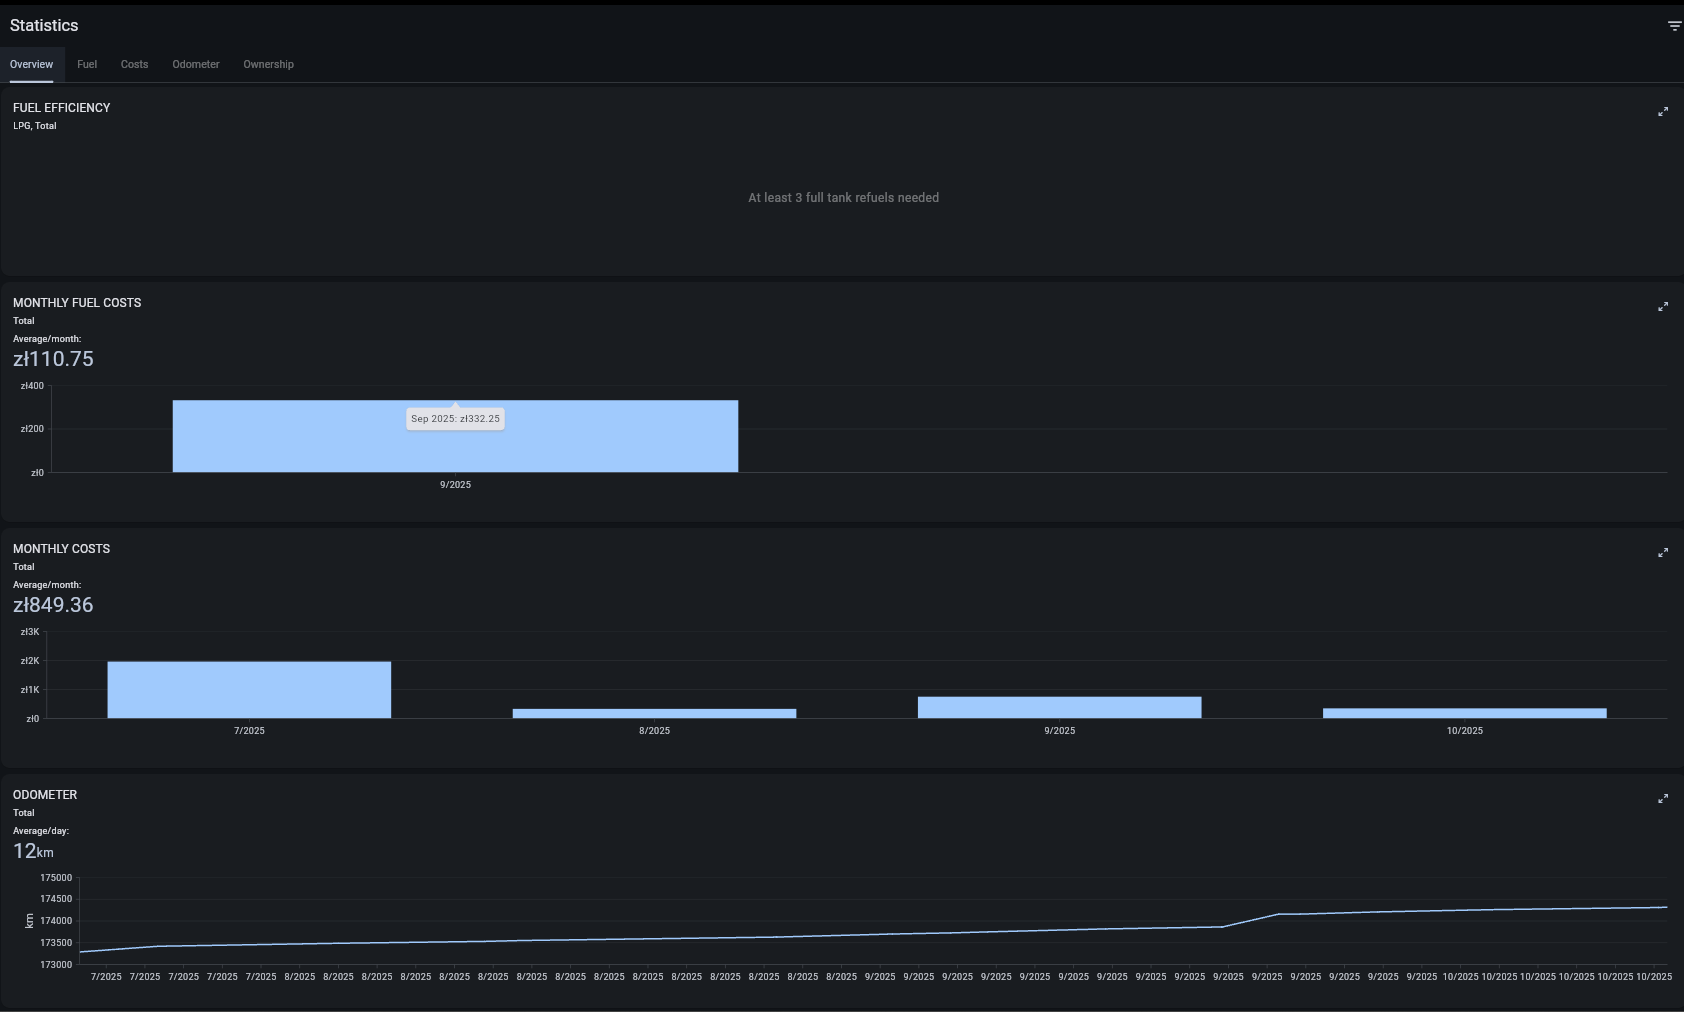 Statistics
Overview Fuel Costs Odometer Ownership
FUEL EFFICIENCY
LPG, Total
At least 3 full tank refuels needed
MONTHLY FUEL COSTS
Total
Average/month:
zł110.75
zł400
Sep 2025: zł332.25
zł200
zł0
9/2025
MONTHLY COSTS
Total
Average/month:
zł849.36
zł3K
zł2K
zł1K
zł0
7/2025 8/2025 9/2025 10/2025
ODOMETER
Total
Average/day:
12km
175000
174500
174000
173500
173000
km
7/2025 7/2025 7/2025 7/2025 7/2025 8/2025 8/2025 8/2025 8/2025 8/2025 8/2025 8/2025 8/2025 8/2025 8/2025 8/2025 8/2025 8/2025 8/2025 8/2025 9/2025 9/2025 9/2025 9/2025 9/2025 9/2025 9/2025 9/2025 9/2025 9/2025 9/2025 9/2025 9/2025 9/2025 9/2025 10/2025 10/2025 10/2025 10/2025 10/2025 10/2025